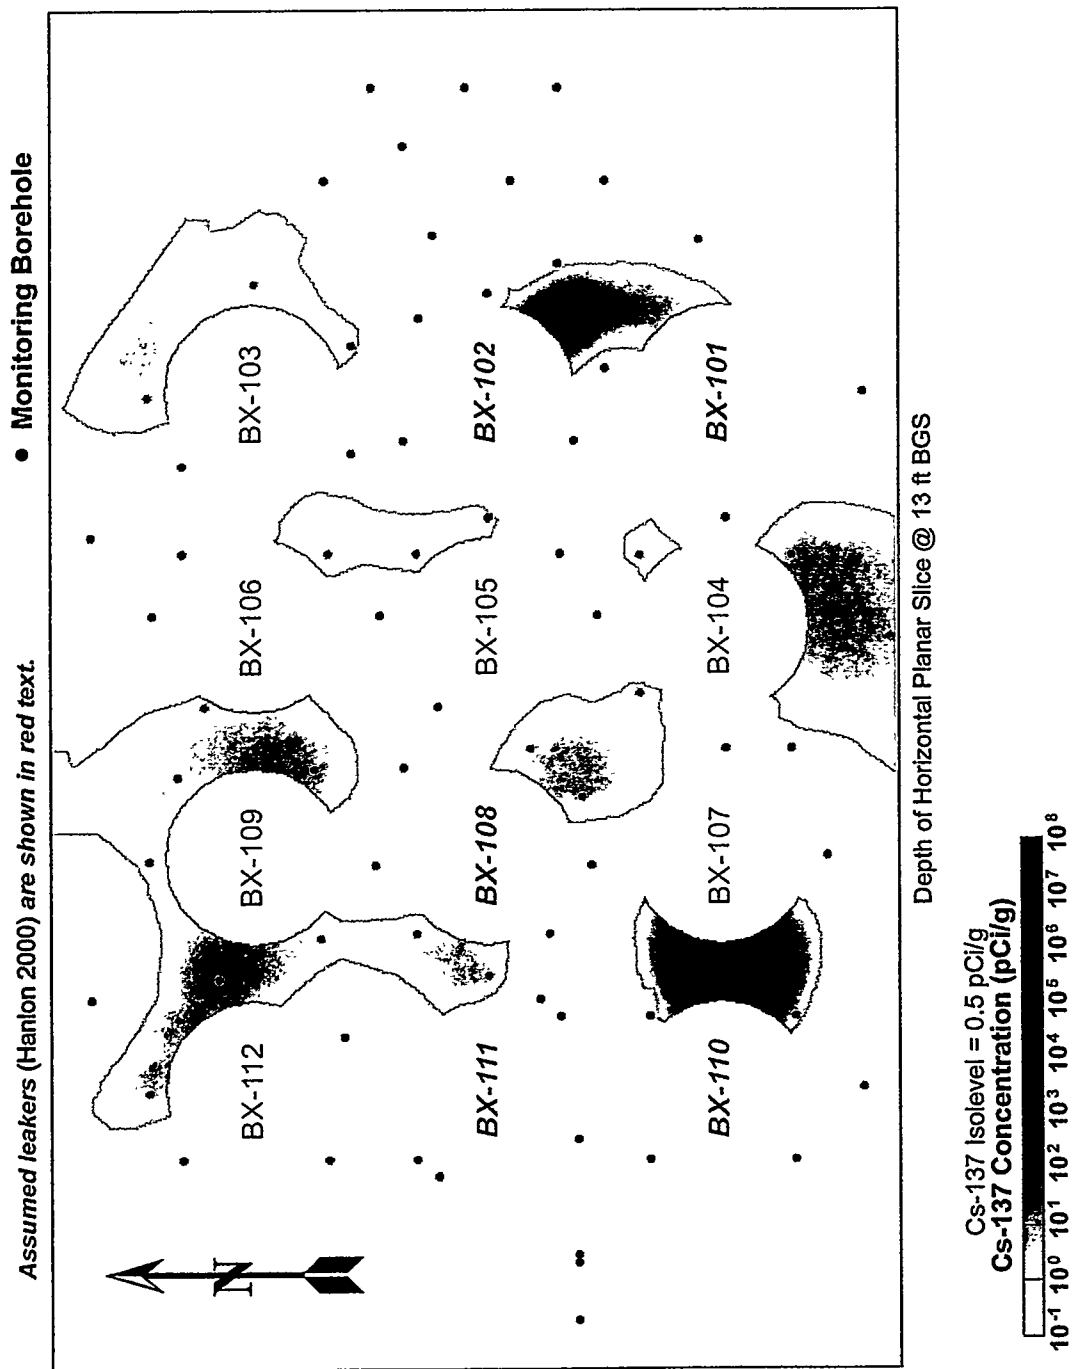 Assumed leakers (Hanlon 2000) are shown in red text.
● Monitoring Borehole
N
BX-112
BX-109
BX-106
BX-103
BX-111
BX-108
BX-105
BX-102
BX-110
BX-107
BX-104
BX-101
Depth of Horizontal Planar Slice @ 13 ft BGS
Cs-137 Isolevel = 0.5 pCi/g
Cs-137 Concentration (pCi/g)
10⁻¹ 10⁰ 10¹ 10² 10³ 10⁴ 10⁵ 10⁶ 10⁷ 10⁸